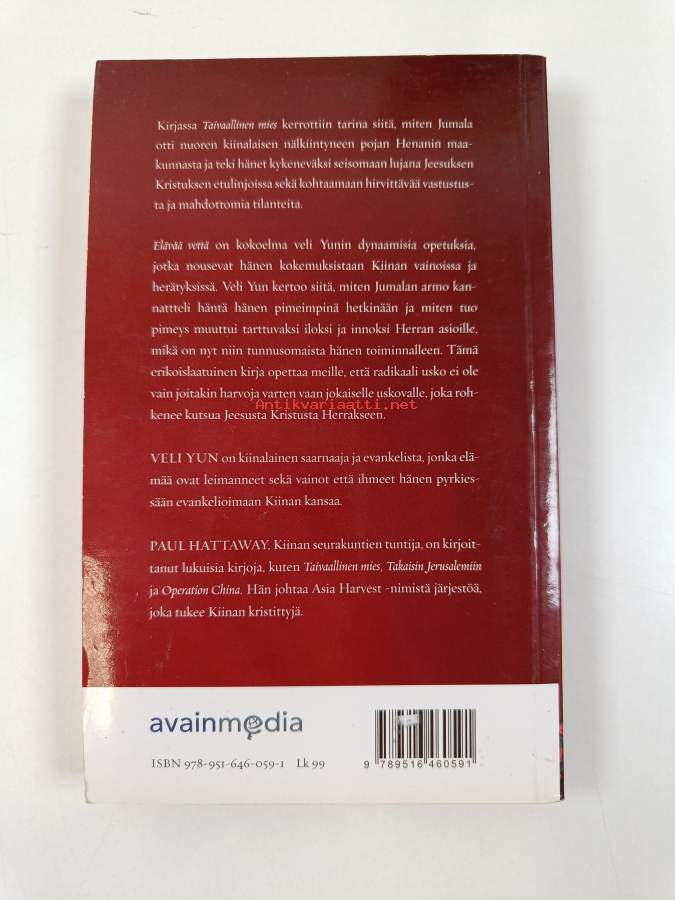 Kirjassa Taivaallinen mies kerrottiin tarina siitä, miten Jumala
otti nuoren kiinalaisen nälkiintyneen pojan Henanin maa-
kunnasta ja teki hänet kykeneväksi seisomaan lujana Jeesuksen
Kristuksen etulinjoissa sekä kohtaamaan hirvittävää vastustus-
ta ja mahdottomia tilanteita.
Elävää vettä on kokoelma veli Yunin dynaamisia opetuksia,
jotka nousevat hänen kokemuksistaan Kiinan vainoissa ja
herätyksissä. Veli Yun kertoo siitä, miten Jumalan armo kan-
nattteli häntä hänen pimeimpinä hetkinään ja miten tuo
pimeys muuttui tarttuvaksi iloksi ja innoksi Herran asioille,
mikä on nyt niin tunnusomaista hänen toiminnalleen. Tämä
erikoislaatuinen kirja opettaa meille, että radikaali usko ei ole
vain joitakin harvoja varten vaan jokaiselle uskovalle, joka roh-
Antikvariaatti.net
kenee kutsua Jeesusta Kristusta Herrakseen.
VELI YUN on kiinalainen saarnaaja ja evankelista, jonka elä-
mää ovat leimanneet sekä vainot että ihmeet hänen pyrkies-
sään evankelioimaan Kiinan kansaa.
PAUL HATTAWAY, Kiinan seurakuntien tuntija, on kirjoit-
tanut lukuisia kirjoja, kuten Taivaallinen mies, Takaisin Jerusalemiin
ja Operation China. Hän johtaa Asia Harvest -nimistä järjestöä,
joka tukee Kiinan kristittyjä.
avainmedia
ISBN 978-951-646-059-1 Lk 99
9 789516 460591